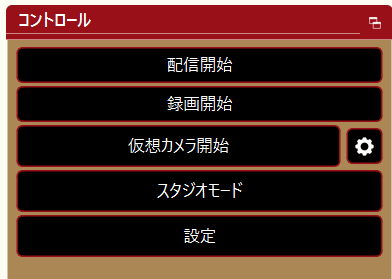 コントロール
配信開始
録画開始
仮想カメラ開始
スタジオモード
設定